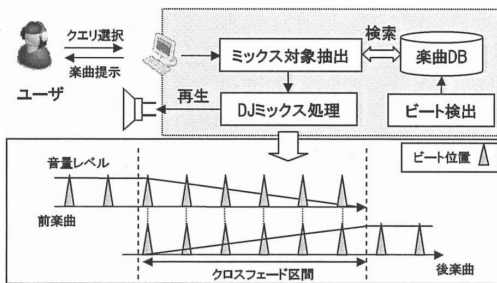 クエリ選択
楽曲提示
ユーザ
ミックス対象抽出
検索
楽曲DB
再生
DJミックス処理
ビート検出
音量レベル
ビート位置
前楽曲
クロスフェード区間
後楽曲